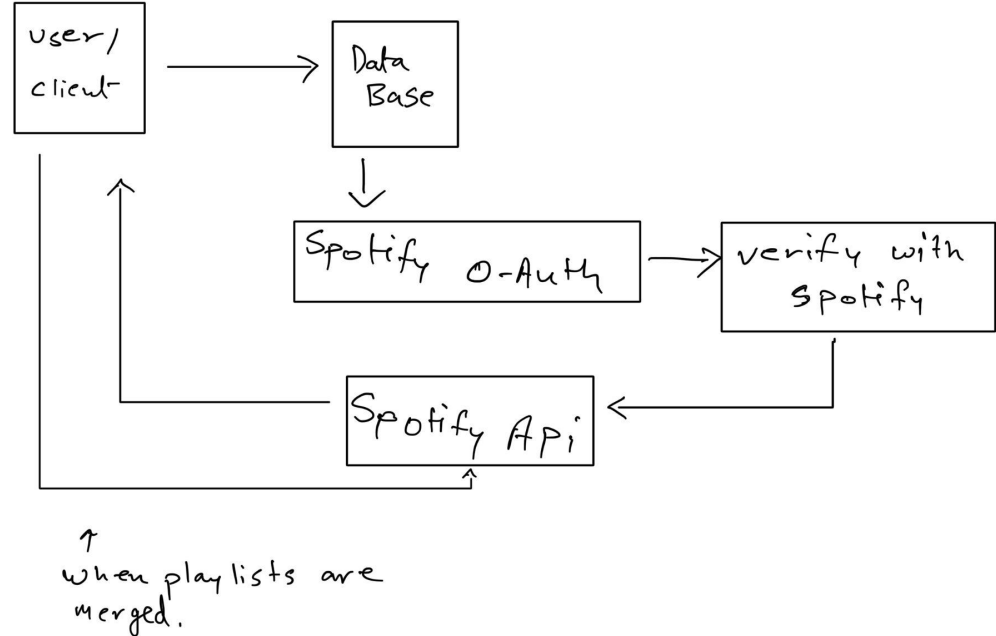 user/
client
Data
Base
Spotify O-Auth
verify with
spotify
Spotify Api
when playlists are
merged.